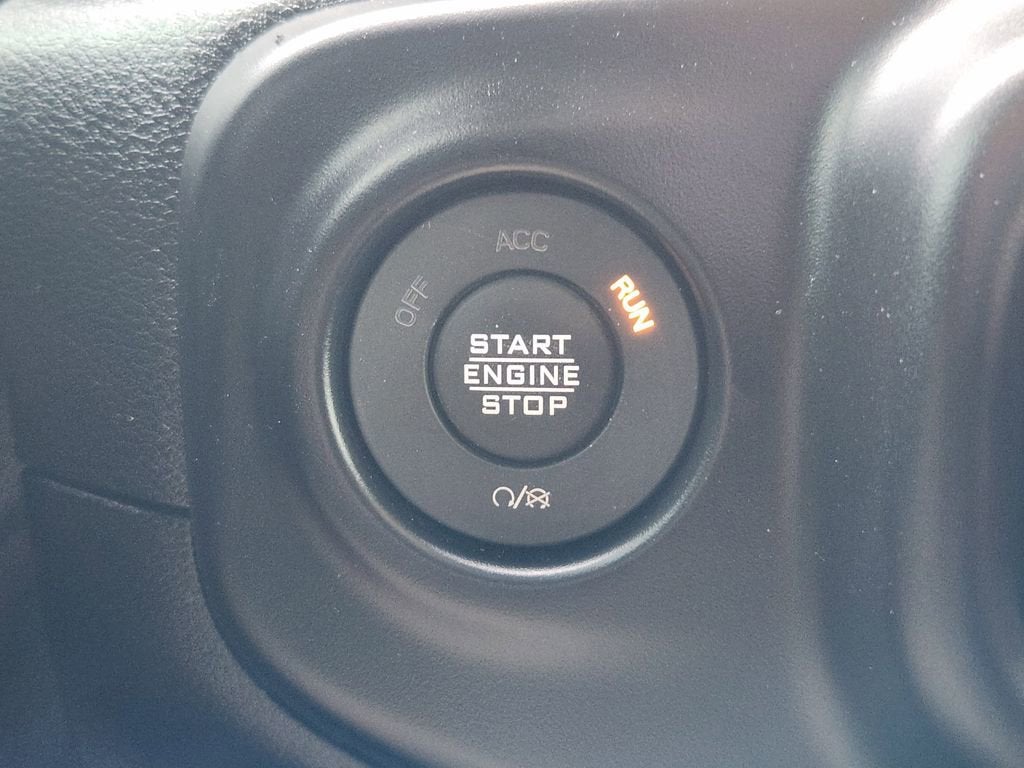 ACC
OFF
RUN
START
ENGINE
STOP